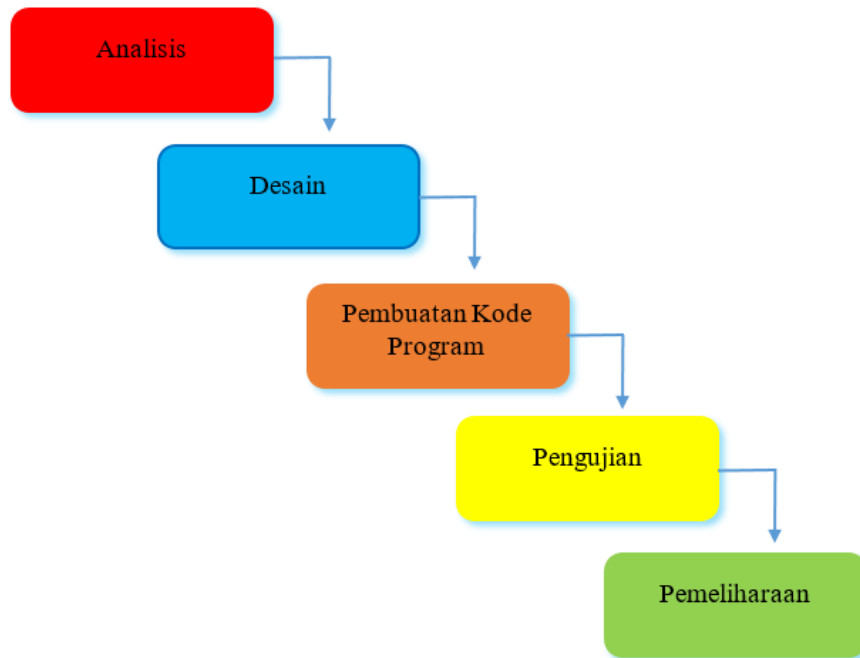 Analisis
Desain
Pembuatan Kode
Program
Pengujian
Pemeliharaan